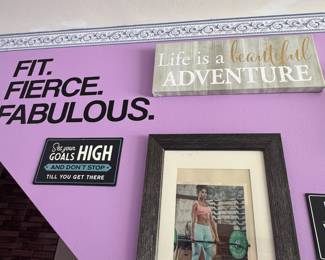 FIT.
FIERCE.
FABULOUS.
Life is a beautiful
ADVENTURE
Set your
GOALS HIGH
AND DON'T STOP
TILL YOU GET THERE